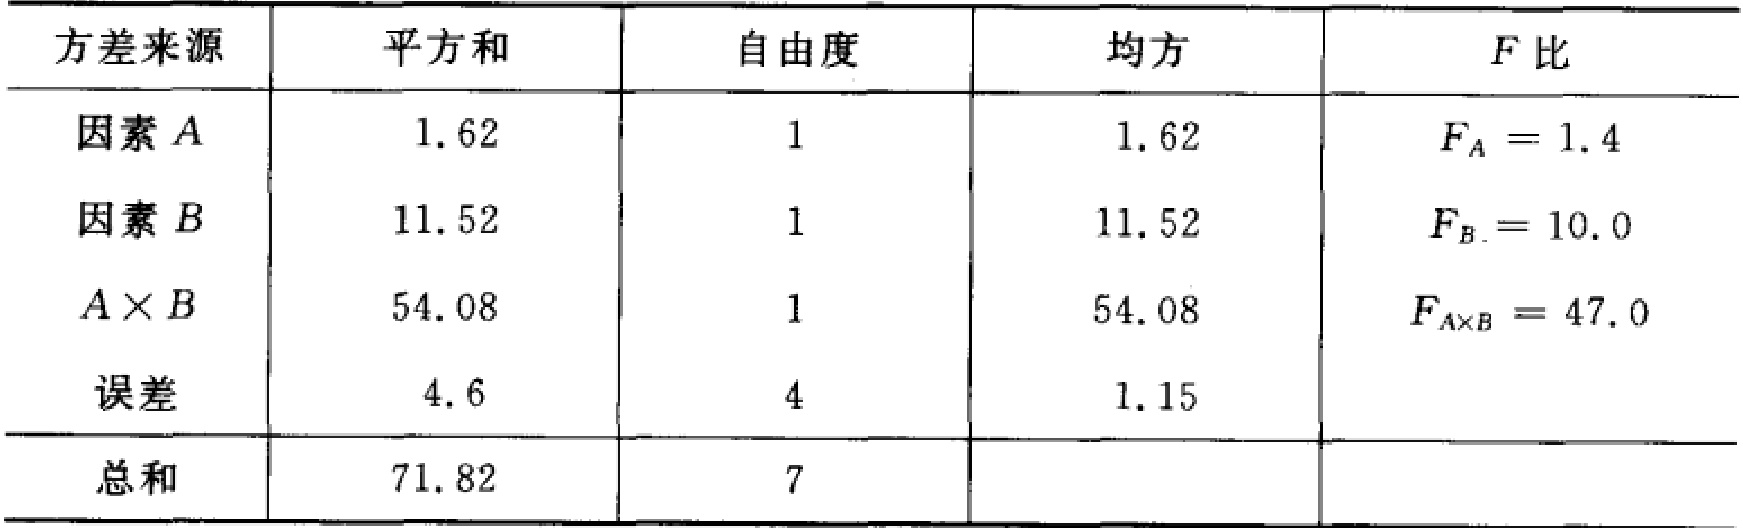 方差来源 平方和 自由度 均方 F 比
因素 A 1.62 1 1.62 F_A = 1.4
因素 B 11.52 1 11.52 F_B = 10.0
A×B 54.08 1 54.08 F_{A×B} = 47.0
误差 4.6 4 1.15
总和 71.82 7